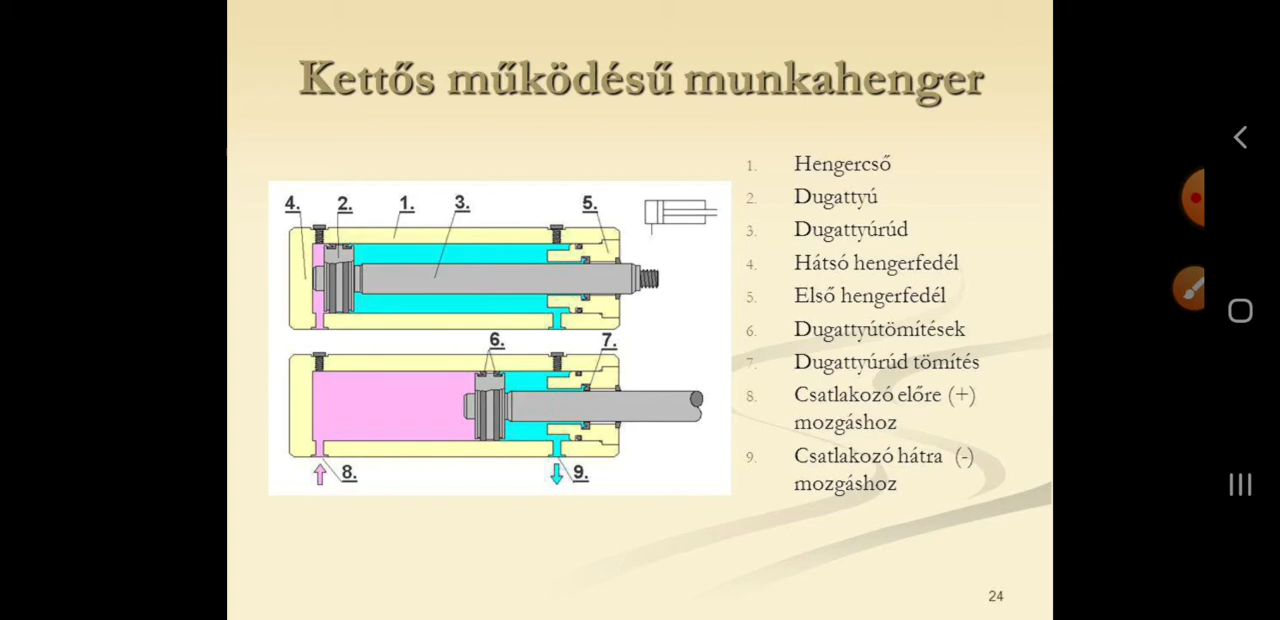 Kettős működésű munkahenger
4. 2. 1. 3. 5.
6. 7.
8. 9.
1. Hengercső
2. Dugattyú
3. Dugattyúrúd
4. Hátsó hengerfedél
5. Első hengerfedél
6. Dugattyútömítések
7. Dugattyúrúd tömítés
8. Csatlakozó előre (+)
mozgáshoz
9. Csatlakozó hátra (-)
mozgáshoz
24